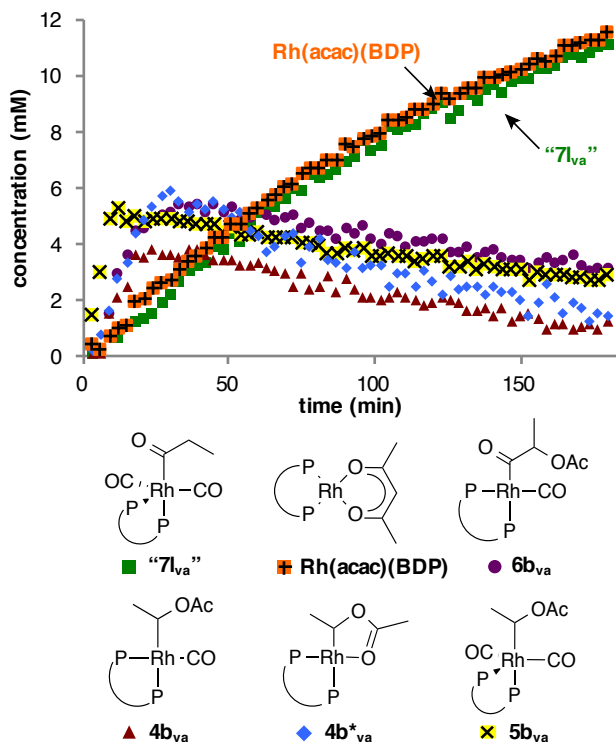 12
10
8
6
4
2
0
concentration (mM)
Rh(acac)(BDP)
“7lᵥₐ”
0
50
100
150
time (min)
O
OC
Rh
CO
P
P
P
P
Rh
O
O
O
OAc
P
Rh
CO
P
“7lᵥₐ”
Rh(acac)(BDP)
6bᵥₐ
OAc
P
Rh
CO
P
O
P
Rh
O
P
OAc
OC
Rh
CO
P
P
4bᵥₐ
4b*ᵥₐ
5bᵥₐ